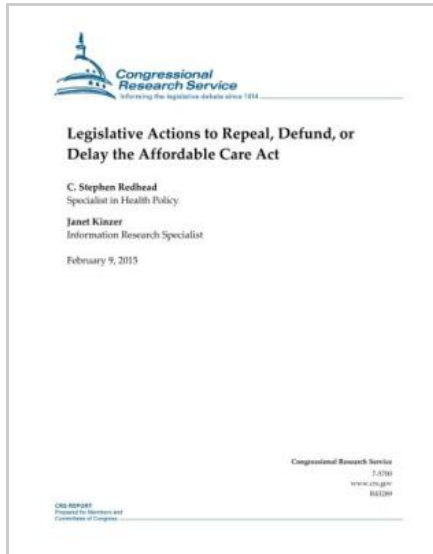 Congressional
Research Service
Informing the legislative debate since 1914
Legislative Actions to Repeal, Defund, or
Delay the Affordable Care Act
C. Stephen Redhead
Specialist in Health Policy
Janet Kinzer
Information Research Specialist
February 9, 2015
Congressional Research Service
7-5700
www.crs.gov
R43289
CRS REPORT
Prepared for Members and
Committees of Congress